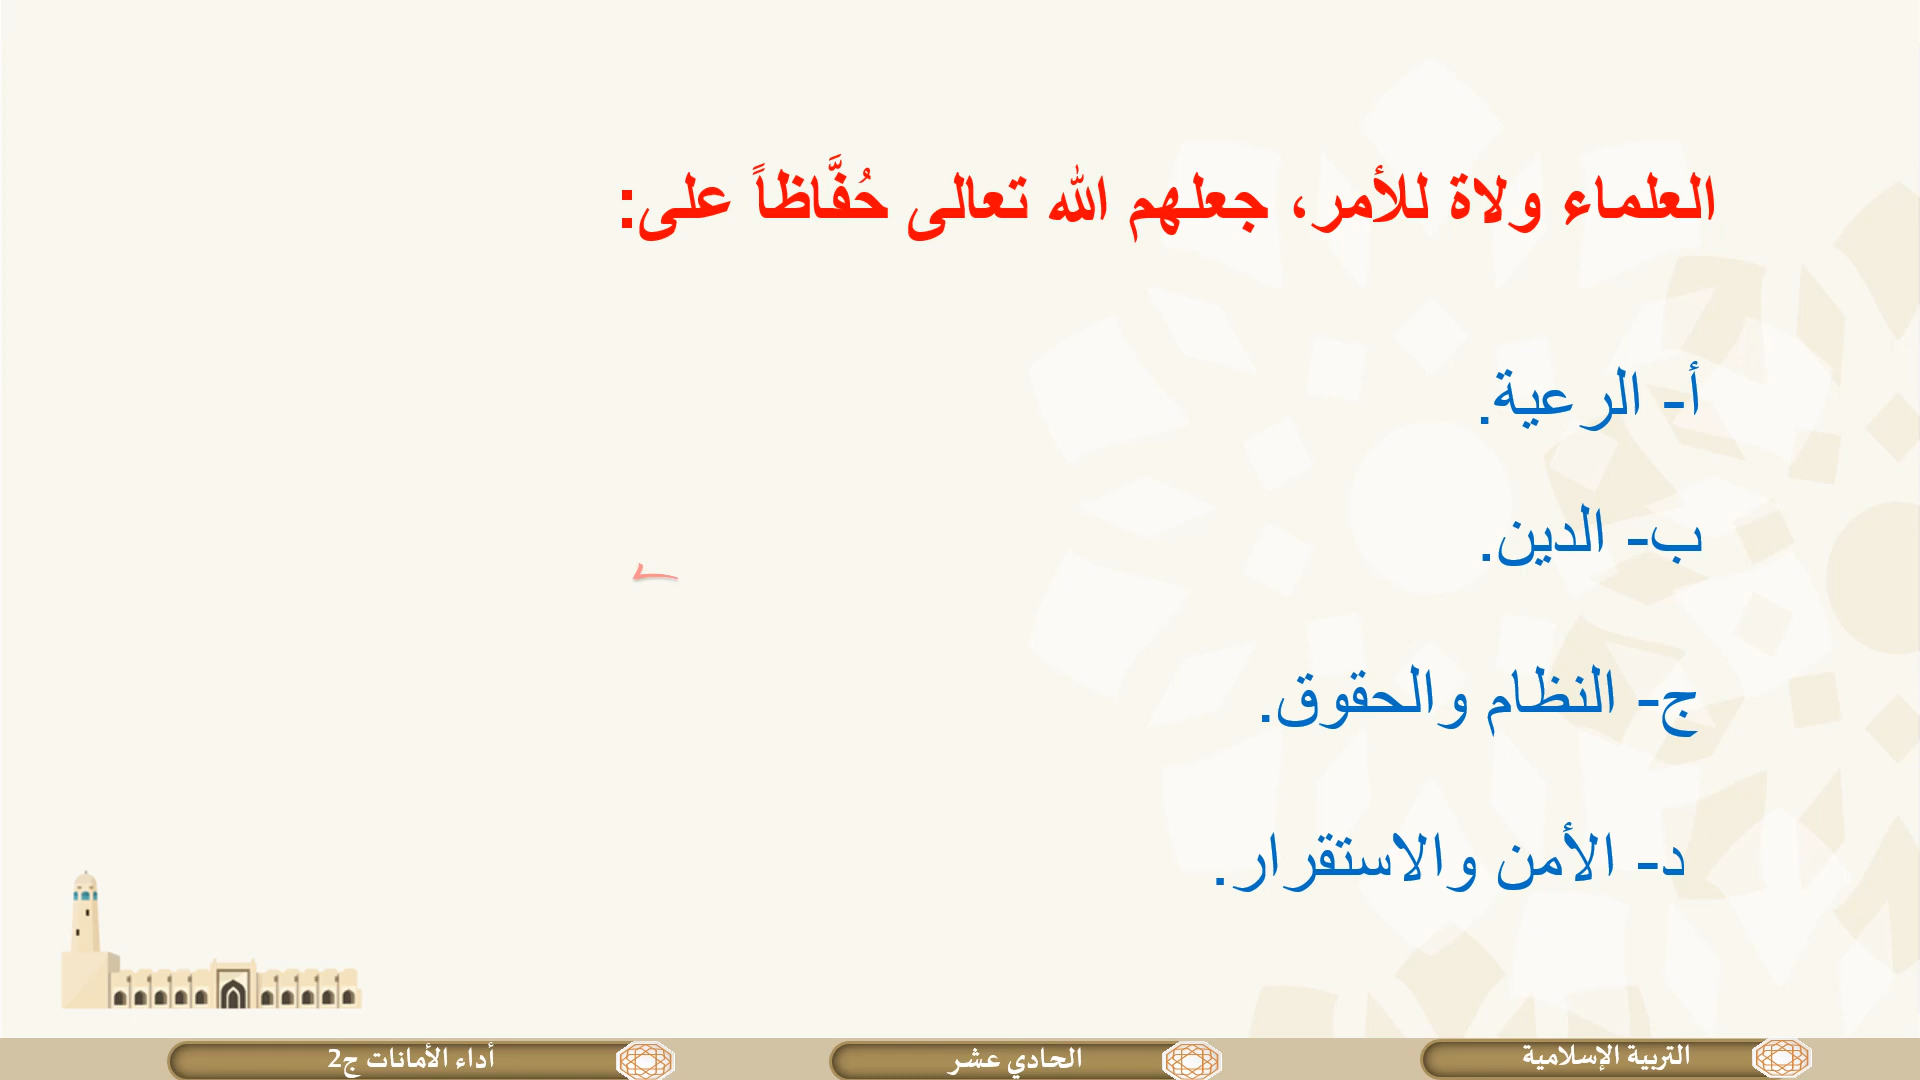 العلماء ولاة للأمر، جعلهم الله تعالى حُفَّاظاً على:
أ- الرعية.
ب- الدين.
ج- النظام والحقوق.
د- الأمن والاستقرار.
التربية الإسلامية
الحادي عشر
أداء الأمانات ج2